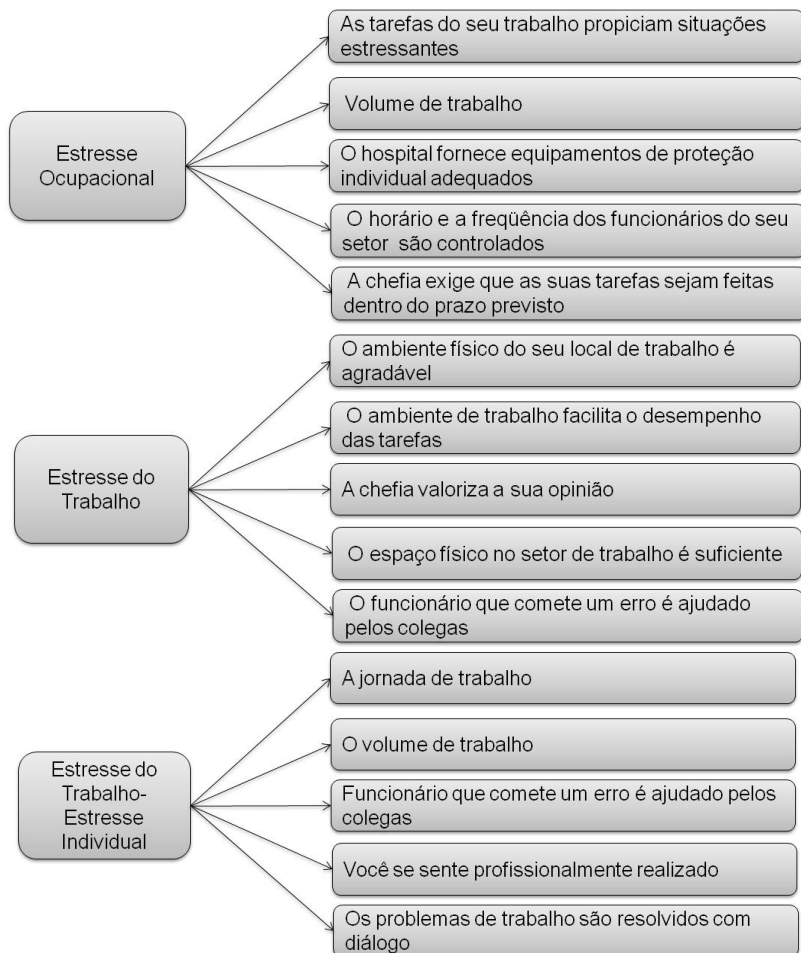 As tarefas do seu trabalho propiciam situações
estressantes
Volume de trabalho
Estresse
Ocupacional
O hospital fornece equipamentos de proteção
individual adequados
O horário e a freqüência dos funcionários do seu
setor são controlados
A chefia exige que as suas tarefas sejam feitas
dentro do prazo previsto
O ambiente físico do seu local de trabalho é
agradável
O ambiente de trabalho facilita o desempenho
das tarefas
Estresse do
Trabalho
A chefia valoriza a sua opinião
O espaço físico no setor de trabalho é suficiente
O funcionário que comete um erro é ajudado
pelos colegas
A jornada de trabalho
O volume de trabalho
Estresse do
Trabalho-
Estresse
Individual
Funcionário que comete um erro é ajudado pelos
colegas
Você se sente profissionalmente realizado
Os problemas de trabalho são resolvidos com
diálogo